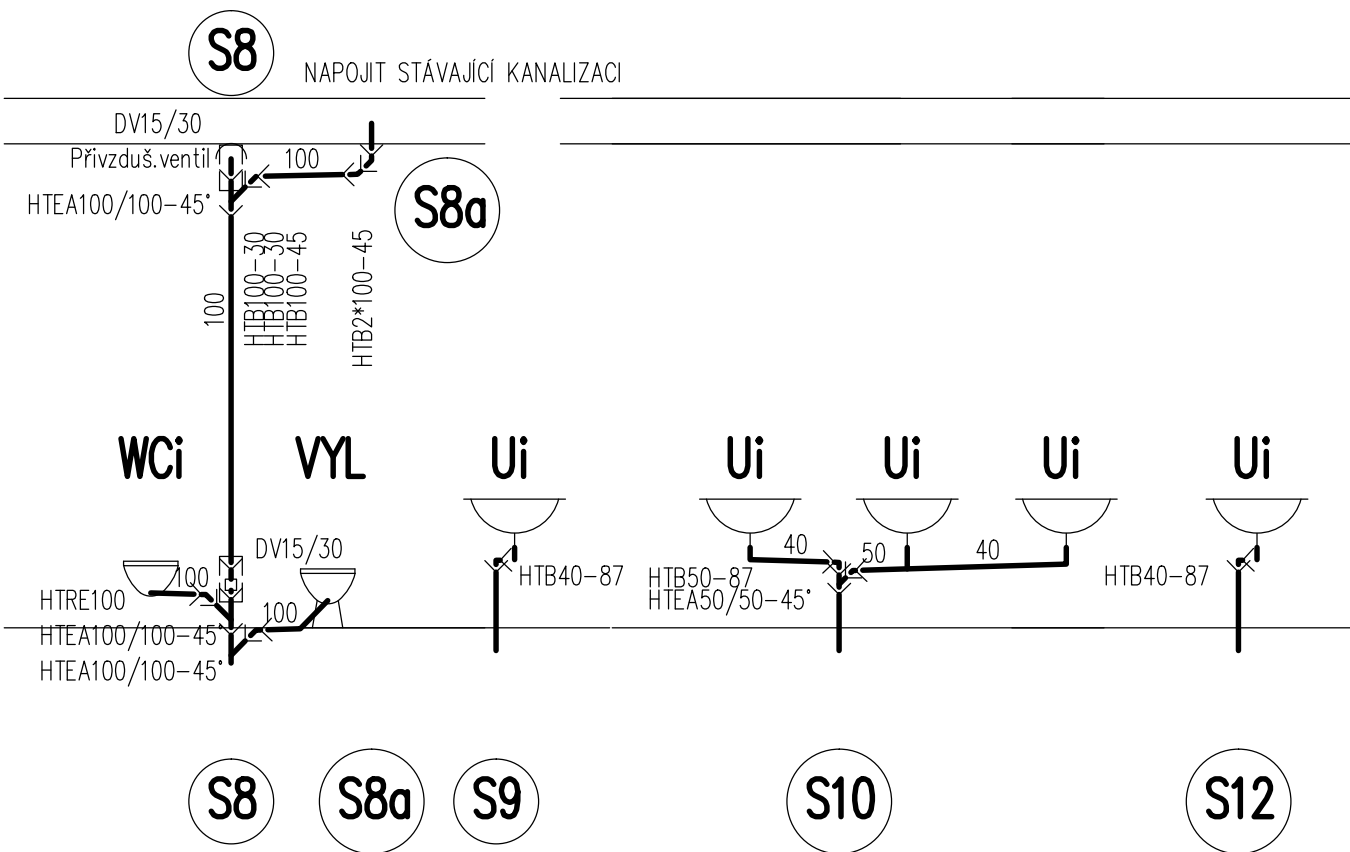 S8
NAPOJIT STÁVAJÍCÍ KANALIZACI
DV15/30
Přivzduš.ventil
100
HTEA100/100-45°
S8a
100
HTB100-30
HTB100-30
HTB100-45
HTB2*100-45
WCi
VYL
Ui
Ui
Ui
Ui
Ui
DV15/30
40
50
40
100
HTB40-87
HTB50-87
HTB40-87
HTRE100
HTEA50/50-45°
100
HTEA100/100-45°
HTEA100/100-45°
S8
S8a
S9
S10
S12